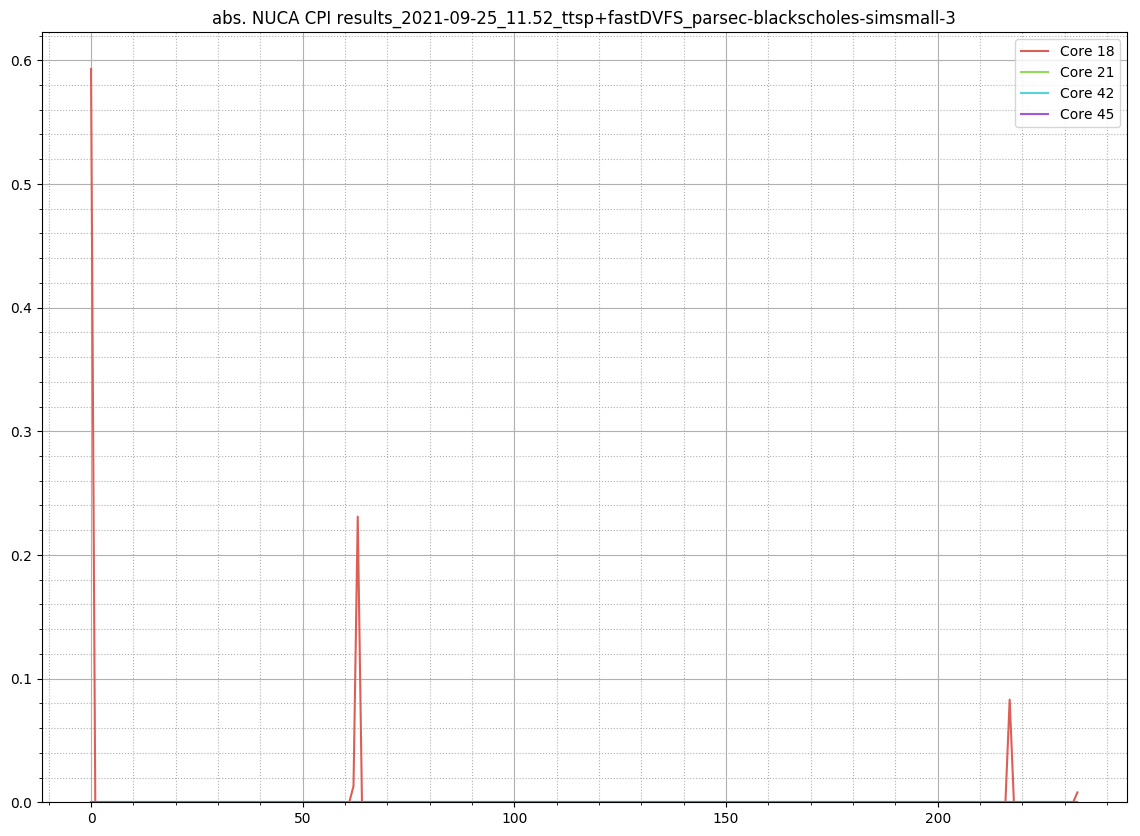 abs. NUCA CPI results_2021-09-25_11.52_ttsp+fastDVFS_parsec-blackscholes-simsmall-3
Core 18
Core 21
Core 42
Core 45
0.6
0.5
0.4
0.3
0.2
0.1
0.0
0 50 100 150 200